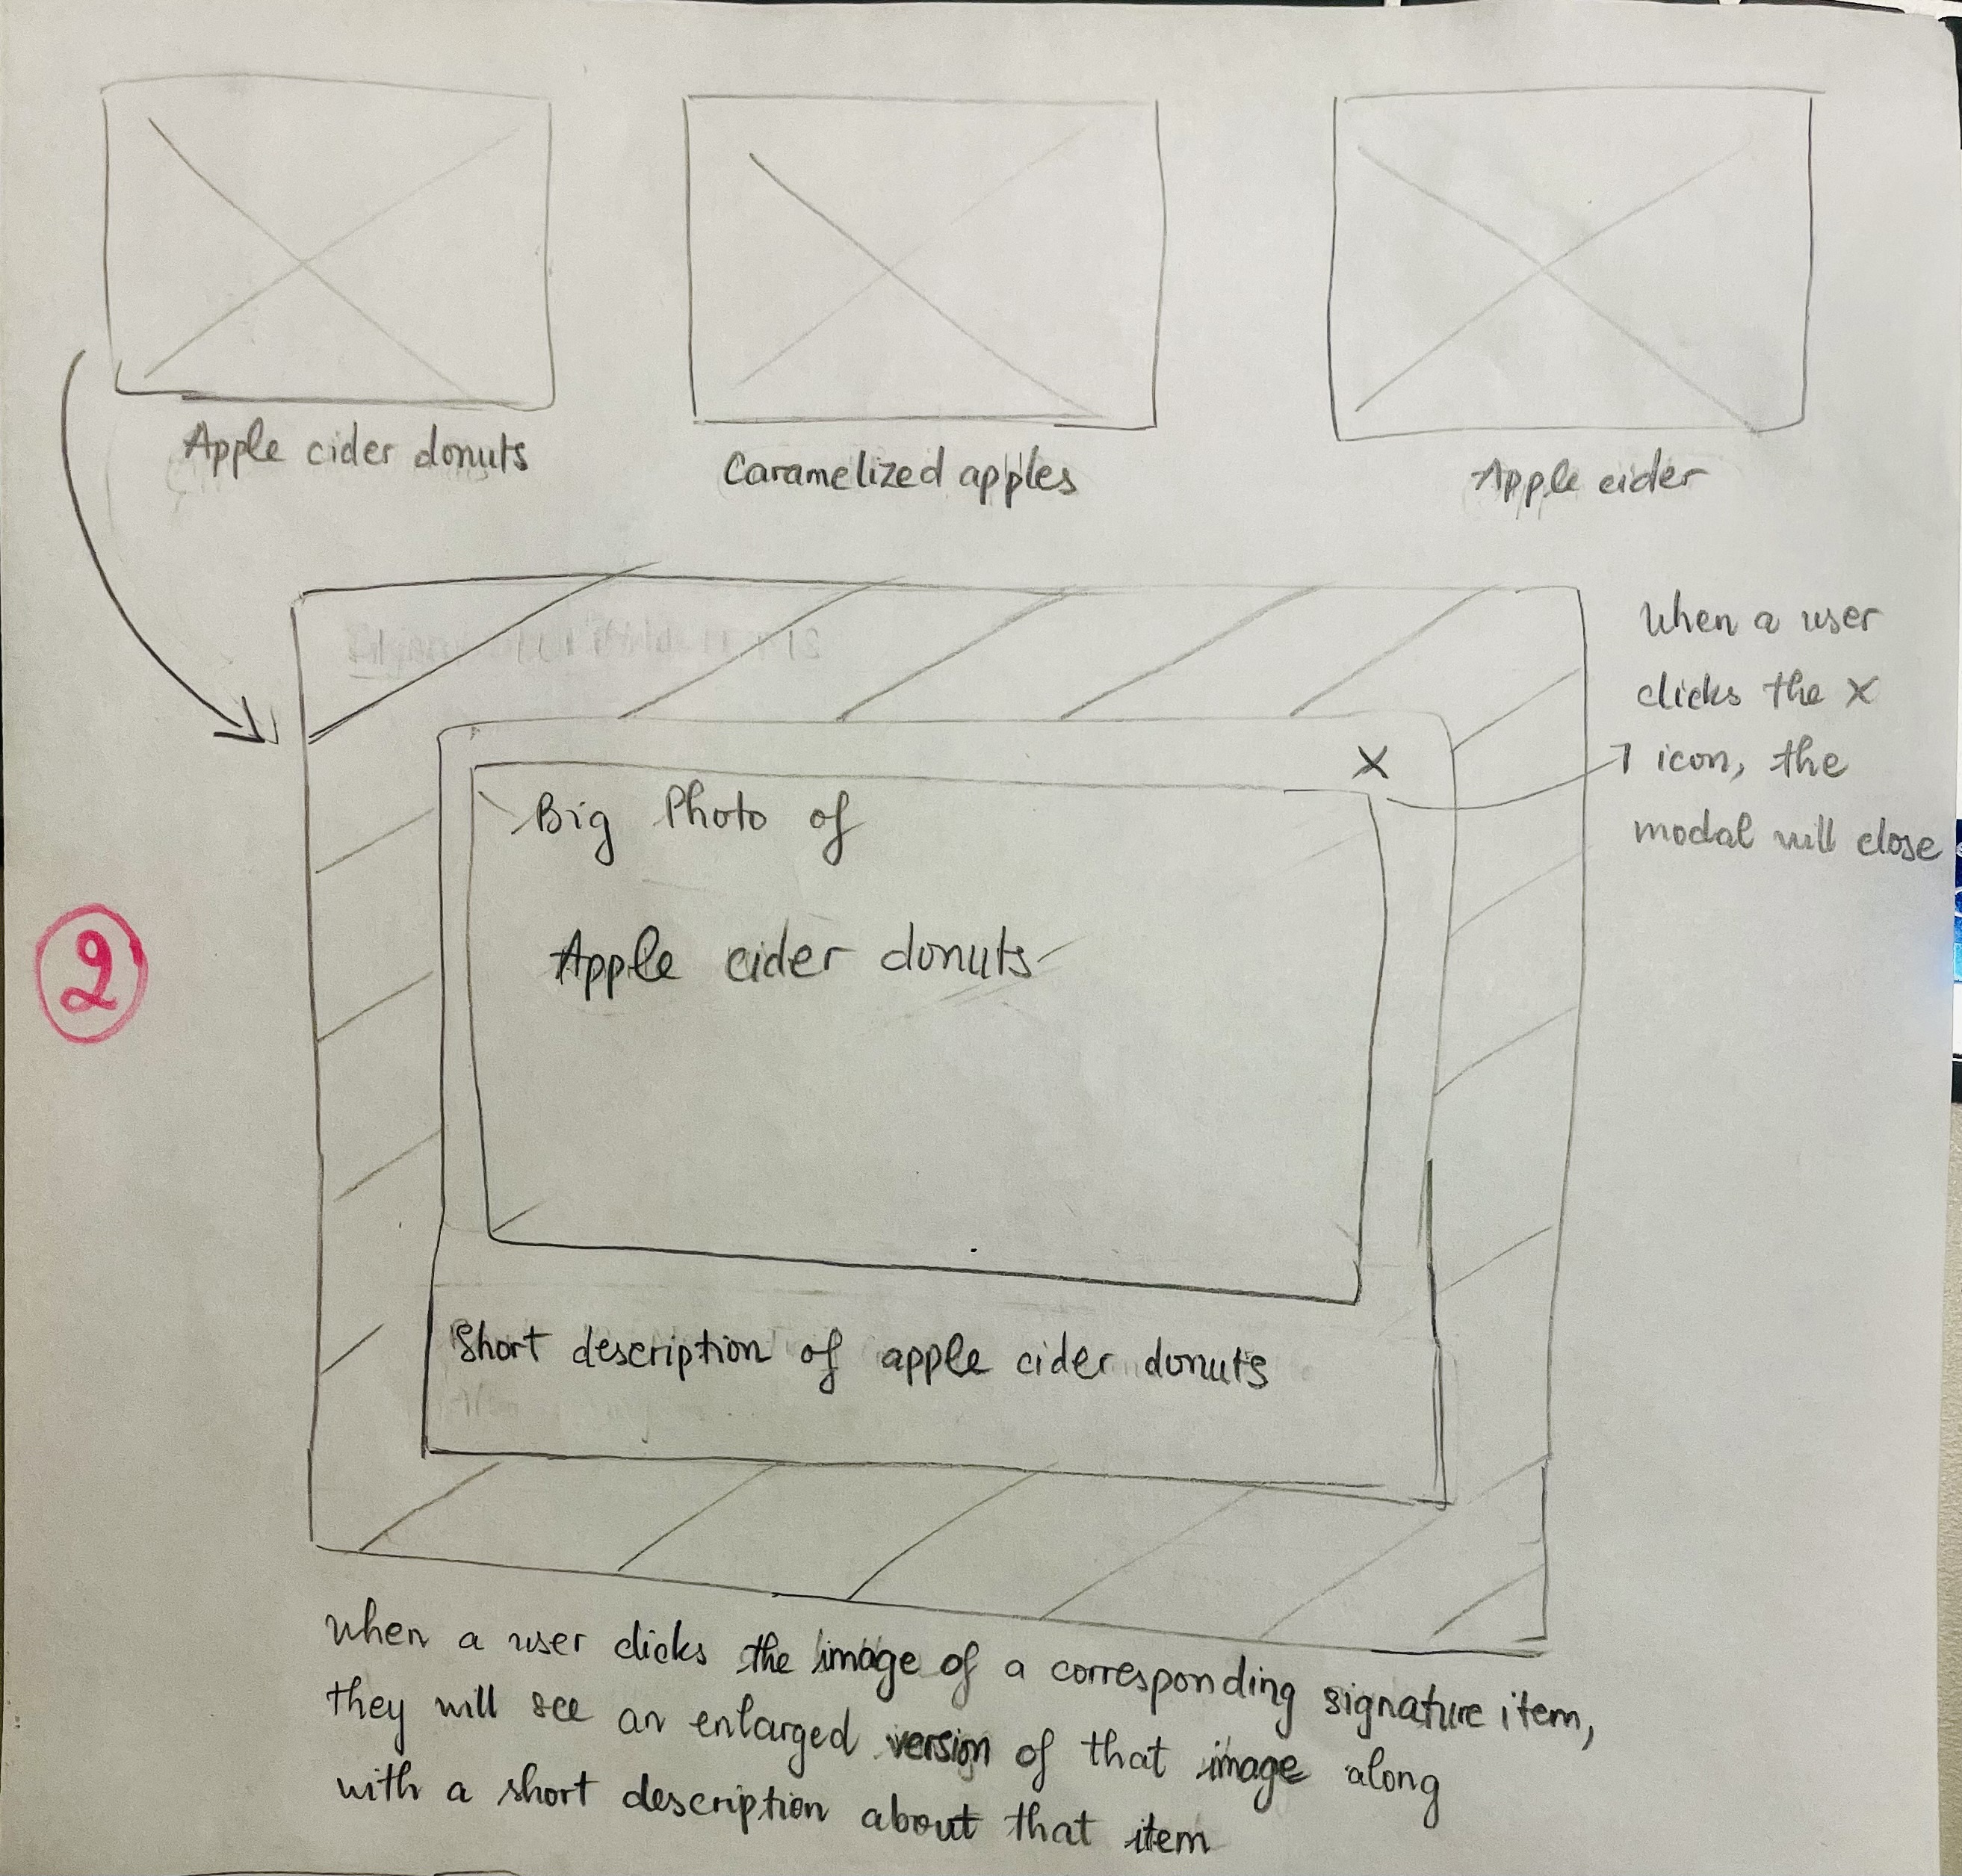 Apple cider donuts
Caramelized apples
Apple cider
When a user
clicks the X
icon, the
modal will close
X
Big Photo of
Apple cider donuts
2
Short description of apple cider donuts
When a user clicks the image of a corresponding signature item,
they will see an enlarged version of that image along
with a short description about that item